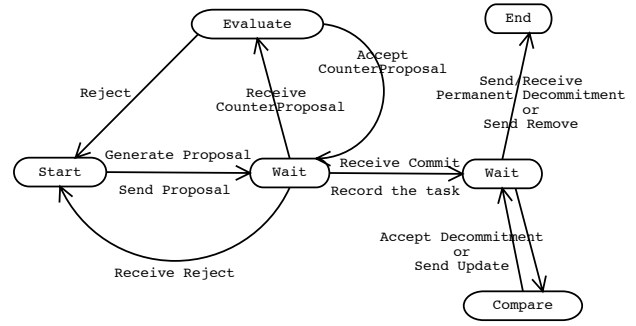 Evaluate
End
Accept
CounterProposal
Reject
Receive
CounterProposal
Send/Receive
Permanent Decommitment
or
Send Remove
Generate Proposal
Start
Wait
Receive Commit
Wait
Send Proposal
Record the task
Accept Decommitment
or
Send Update
Receive Reject
Compare